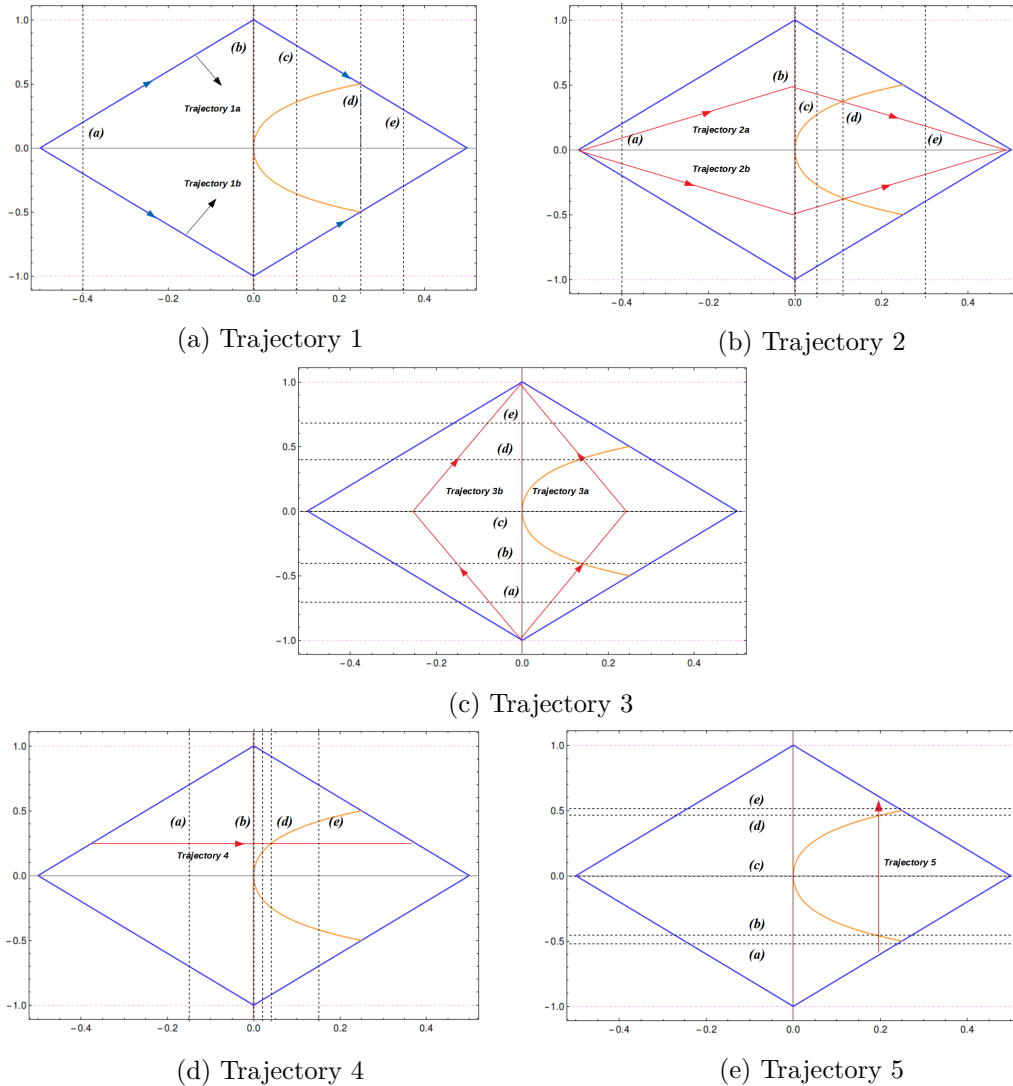 1.0
0.5
0.0
-0.5
-1.0
-0.4
-0.2
0.0
0.2
0.4
(a)
(b)
(c)
(d)
(e)
Trajectory 1a
Trajectory 1b
(a) Trajectory 1
1.0
0.5
0.0
-0.5
-1.0
-0.4
-0.2
0.0
0.2
0.4
(a)
(b)
(c)
(d)
(e)
Trajectory 2a
Trajectory 2b
(b) Trajectory 2
1.0
0.5
0.0
-0.5
-1.0
-0.4
-0.2
0.0
0.2
0.4
(e)
(d)
Trajectory 3b
Trajectory 3a
(c)
(b)
(a)
(c) Trajectory 3
1.0
0.5
0.0
-0.5
-1.0
-0.4
-0.2
0.0
0.2
0.4
(a)
(b)
(d)
(e)
Trajectory 4
(d) Trajectory 4
1.0
0.5
0.0
-0.5
-1.0
-0.4
-0.2
0.0
0.2
0.4
(e)
(d)
(c)
Trajectory 5
(b)
(a)
(e) Trajectory 5